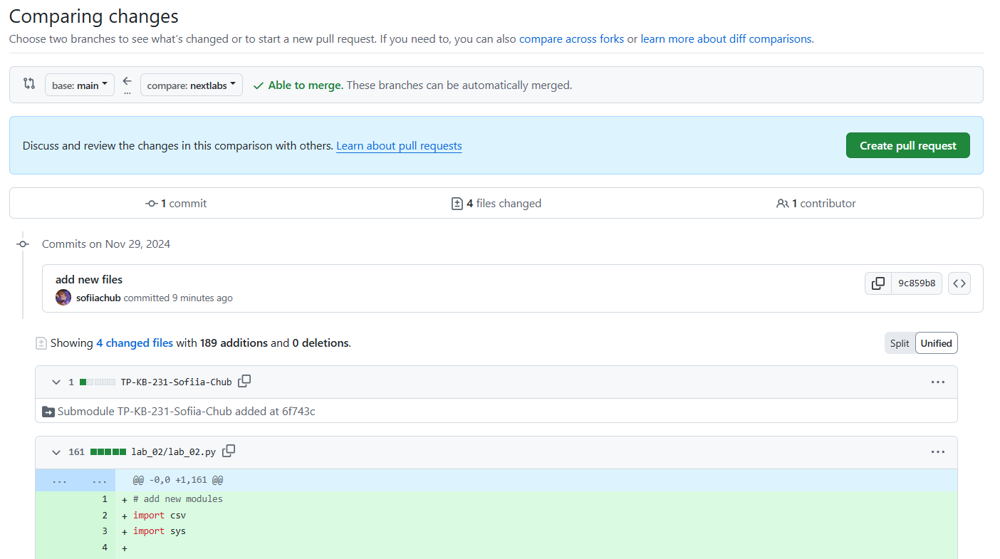 Comparing changes
Choose two branches to see what's changed or to start a new pull request. If you need to, you can also compare across forks or learn more about diff comparisons.
base: main ... compare: nextlabs Able to merge. These branches can be automatically merged.
Discuss and review the changes in this comparison with others. Learn about pull requests Create pull request
1 commit 4 files changed 1 contributor
Commits on Nov 29, 2024
add new files
sofiiachub committed 9 minutes ago 9c859b8
Showing 4 changed files with 189 additions and 0 deletions. Split Unified
1 TP-KB-231-Sofiia-Chub
Submodule TP-KB-231-Sofiia-Chub added at 6f743c
161 lab_02/lab_02.py
... ... @@ -0,0 +1,161 @@
1 + # add new modules
2 + import csv
3 + import sys
4 +